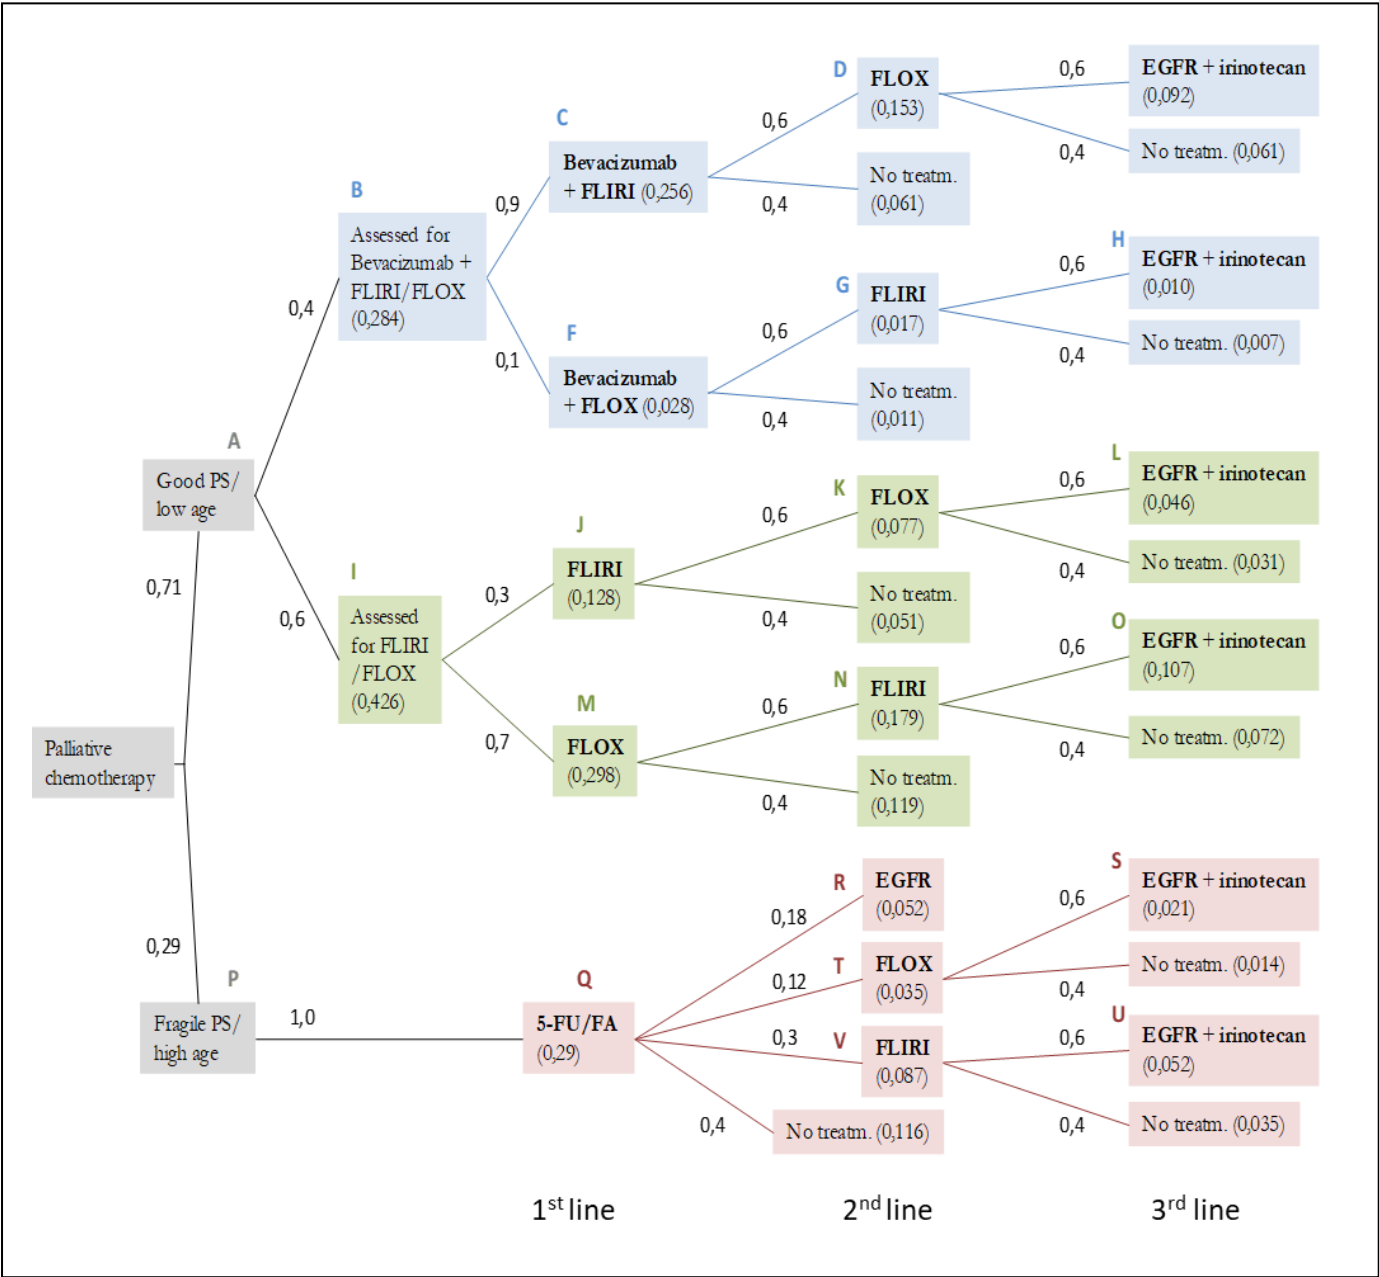 Palliative
chemotherapy
0,71
0,29
A
Good PS/
low age
0,4
0,6
B
Assessed for
Bevacizumab +
FLIRI/FLOX
(0,284)
0,9
0,1
C
Bevacizumab
+ FLIRI (0,256)
0,6
0,4
D
FLOX
(0,153)
0,6
0,4
EGFR + irinotecan
(0,092)
No treatm. (0,061)
No treatm.
(0,061)
F
Bevacizumab
+ FLOX (0,028)
0,6
0,4
G
FLIRI
(0,017)
0,6
0,4
H
EGFR + irinotecan
(0,010)
No treatm. (0,007)
No treatm.
(0,011)
I
Assessed
for FLIRI
/FLOX
(0,426)
0,3
0,7
J
FLIRI
(0,128)
0,6
0,4
K
FLOX
(0,077)
0,6
0,4
L
EGFR + irinotecan
(0,046)
No treatm. (0,031)
No treatm.
(0,051)
M
FLOX
(0,298)
0,6
0,4
N
FLIRI
(0,179)
0,6
0,4
O
EGFR + irinotecan
(0,107)
No treatm. (0,072)
No treatm.
(0,119)
P
Fragile PS/
high age
1,0
Q
5-FU/FA
(0,29)
0,18
0,12
0,3
0,4
R
EGFR
(0,052)
T
FLOX
(0,035)
0,6
0,4
S
EGFR + irinotecan
(0,021)
No treatm. (0,014)
V
FLIRI
(0,087)
0,6
0,4
U
EGFR + irinotecan
(0,052)
No treatm. (0,035)
No treatm. (0,116)
1st line
2nd line
3rd line